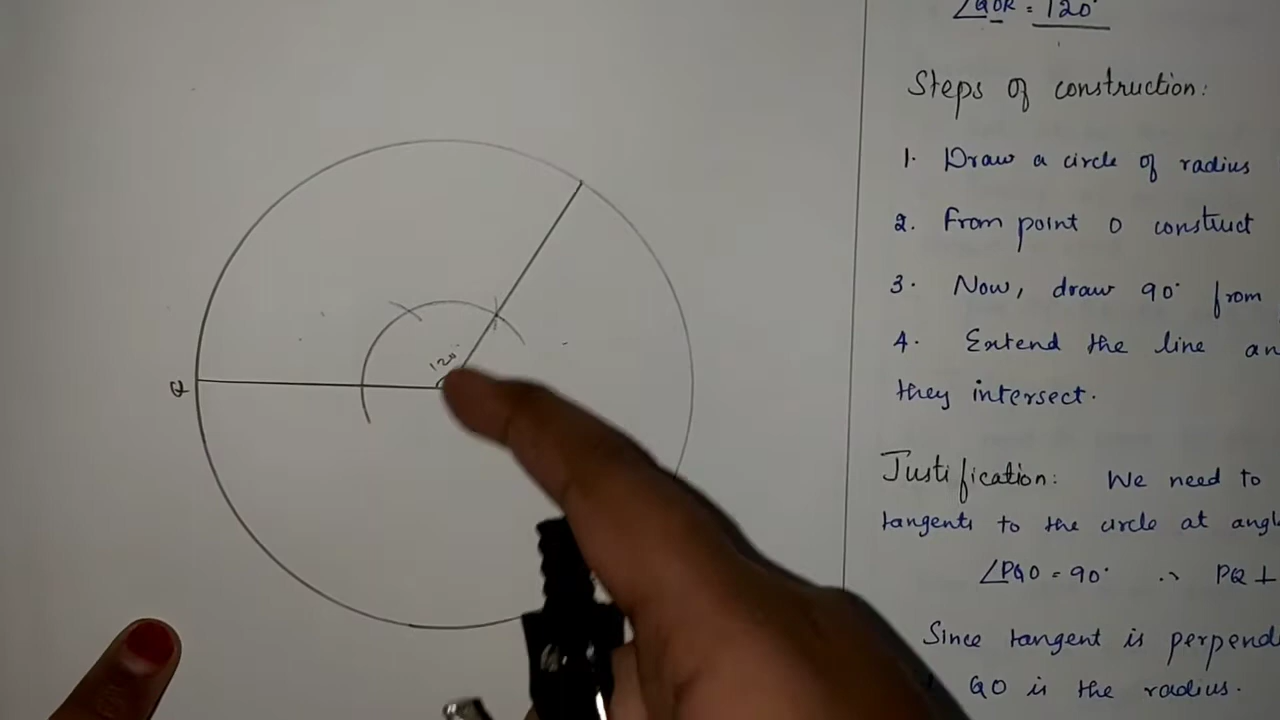 ∠QOR = 120°
Steps of construction:
1. Draw a circle of radius
2. From point O construct
3. Now, draw 90° from
4. Extend the line an
they intersect.
Justification: We need to
tangents to the circle at angl
∠PQO = 90° ∴ PQ ⊥
Since tangent is perpend
QO is the radius.
120°
Q